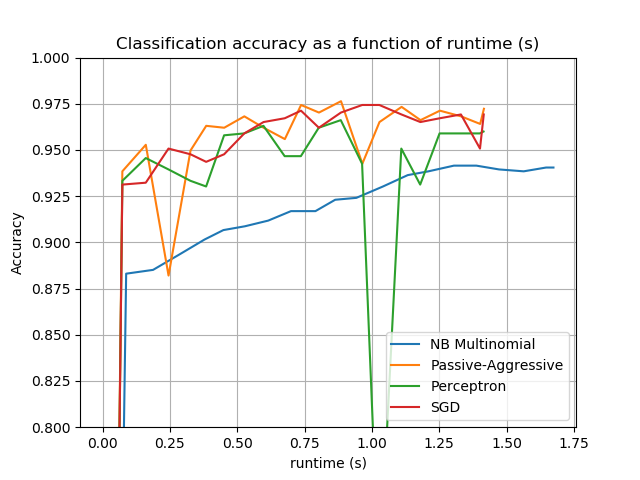 Classification accuracy as a function of runtime (s)
1.000
0.975
0.950
0.925
0.900
0.875
0.850
0.825
0.800
Accuracy
NB Multinomial
Passive-Aggressive
Perceptron
SGD
0.00 0.25 0.50 0.75 1.00 1.25 1.50 1.75
runtime (s)